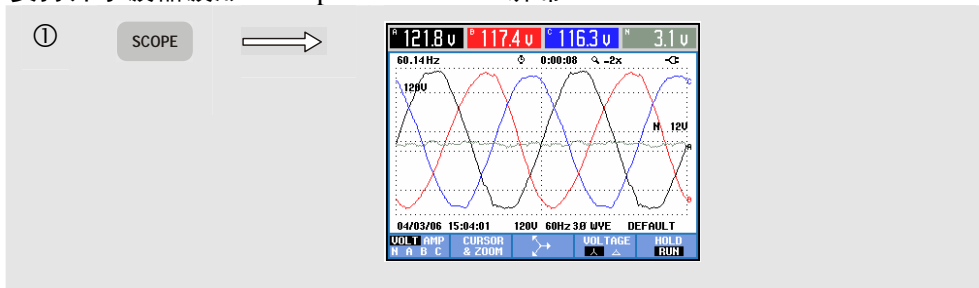 ①
SCOPE
A 121.8 V B 117.4 V C 116.3 V N 3.1 V
60.14Hz 0:00:08 -2x
120V
C
N 12V
A
B
04/03/06 15:04:01 120V 60Hz 3Ø WYE DEFAULT
VOLT AMP CURSOR VOLTAGE HOLD
N A B C & ZOOM RUN